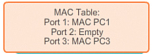 MAC Table:
Port 1: MAC PC1
Port 2: Empty
Port 3: MAC PC3